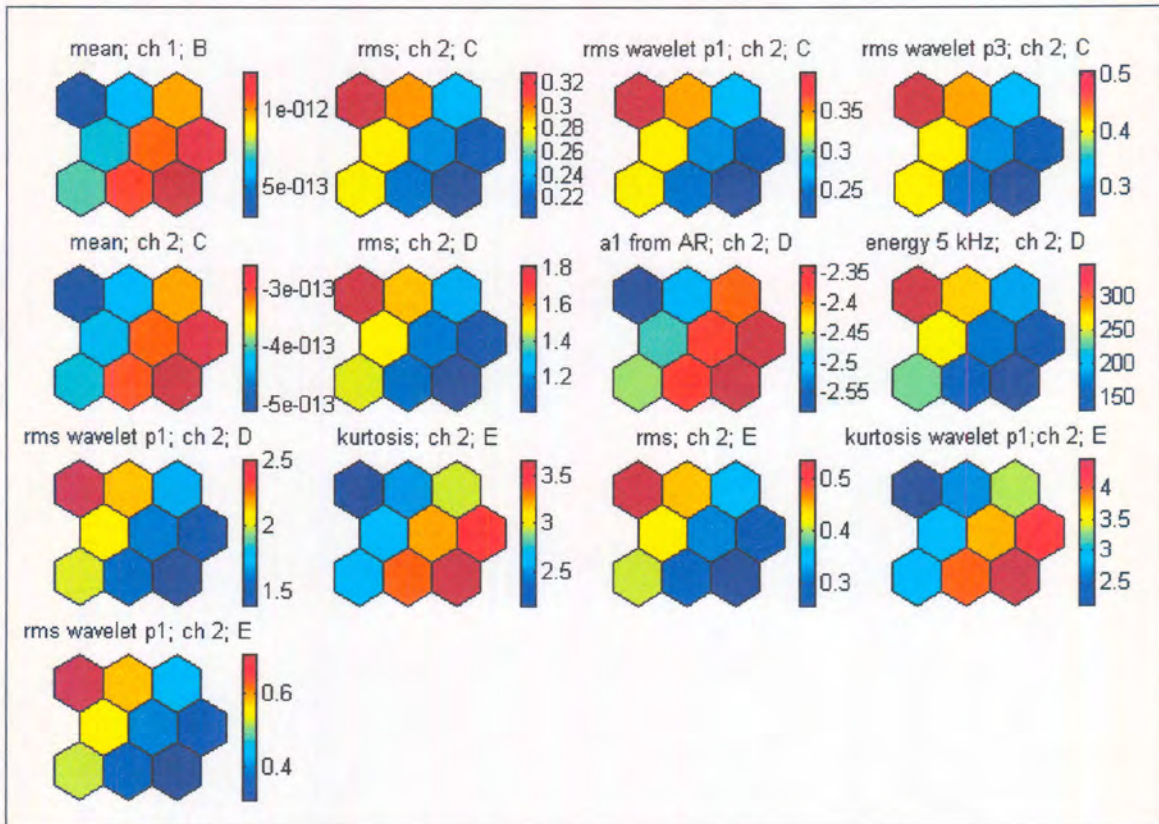 mean; ch 1; B
1e-012
5e-013
rms; ch 2; C
0.32
0.3
0.28
0.26
0.24
0.22
rms wavelet p1; ch 2; C
0.35
0.3
0.25
rms wavelet p3; ch 2; C
0.5
0.4
0.3
mean; ch 2; C
-3e-013
-4e-013
-5e-013
rms; ch 2; D
1.8
1.6
1.4
1.2
a1 from AR; ch 2; D
-2.35
-2.4
-2.45
-2.5
-2.55
energy 5 kHz; ch 2; D
300
250
200
150
rms wavelet p1; ch 2; D
2.5
2
1.5
kurtosis; ch 2; E
3.5
3
2.5
rms; ch 2; E
0.5
0.4
0.3
kurtosis wavelet p1;ch 2; E
4
3.5
3
2.5
rms wavelet p1; ch 2; E
0.6
0.4